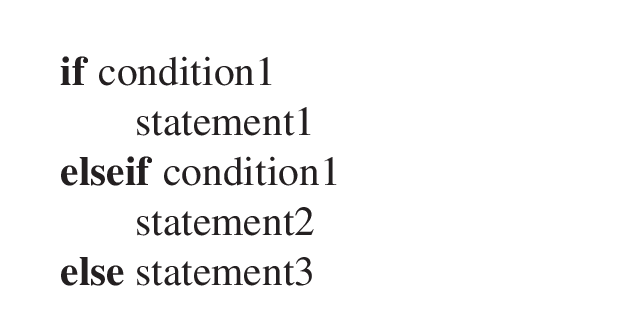 if condition1
statement1
elseif condition1
statement2
else statement3